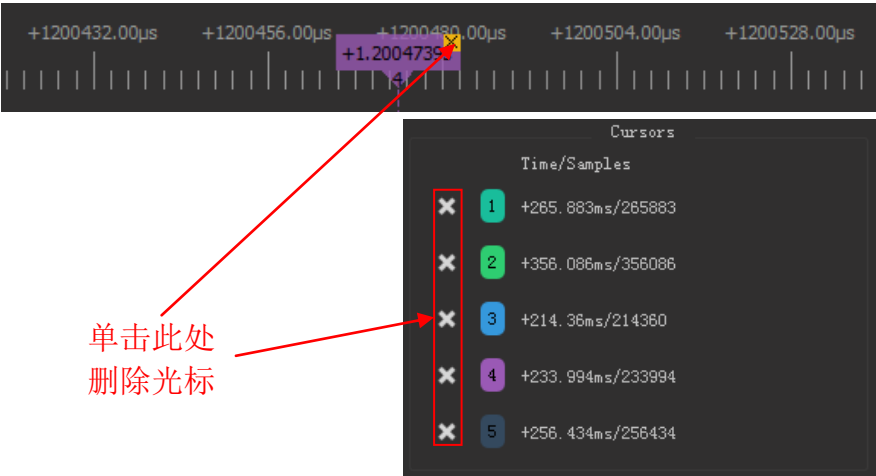 +1200432.00μs +1200456.00μs +1200480.00μs +1200504.00μs +1200528.00μs
4
Cursors
Time/Samples
1 +265.883ms/265883
2 +356.086ms/356086
3 +214.36ms/214360
4 +233.994ms/233994
5 +256.434ms/256434
单击此处
删除光标